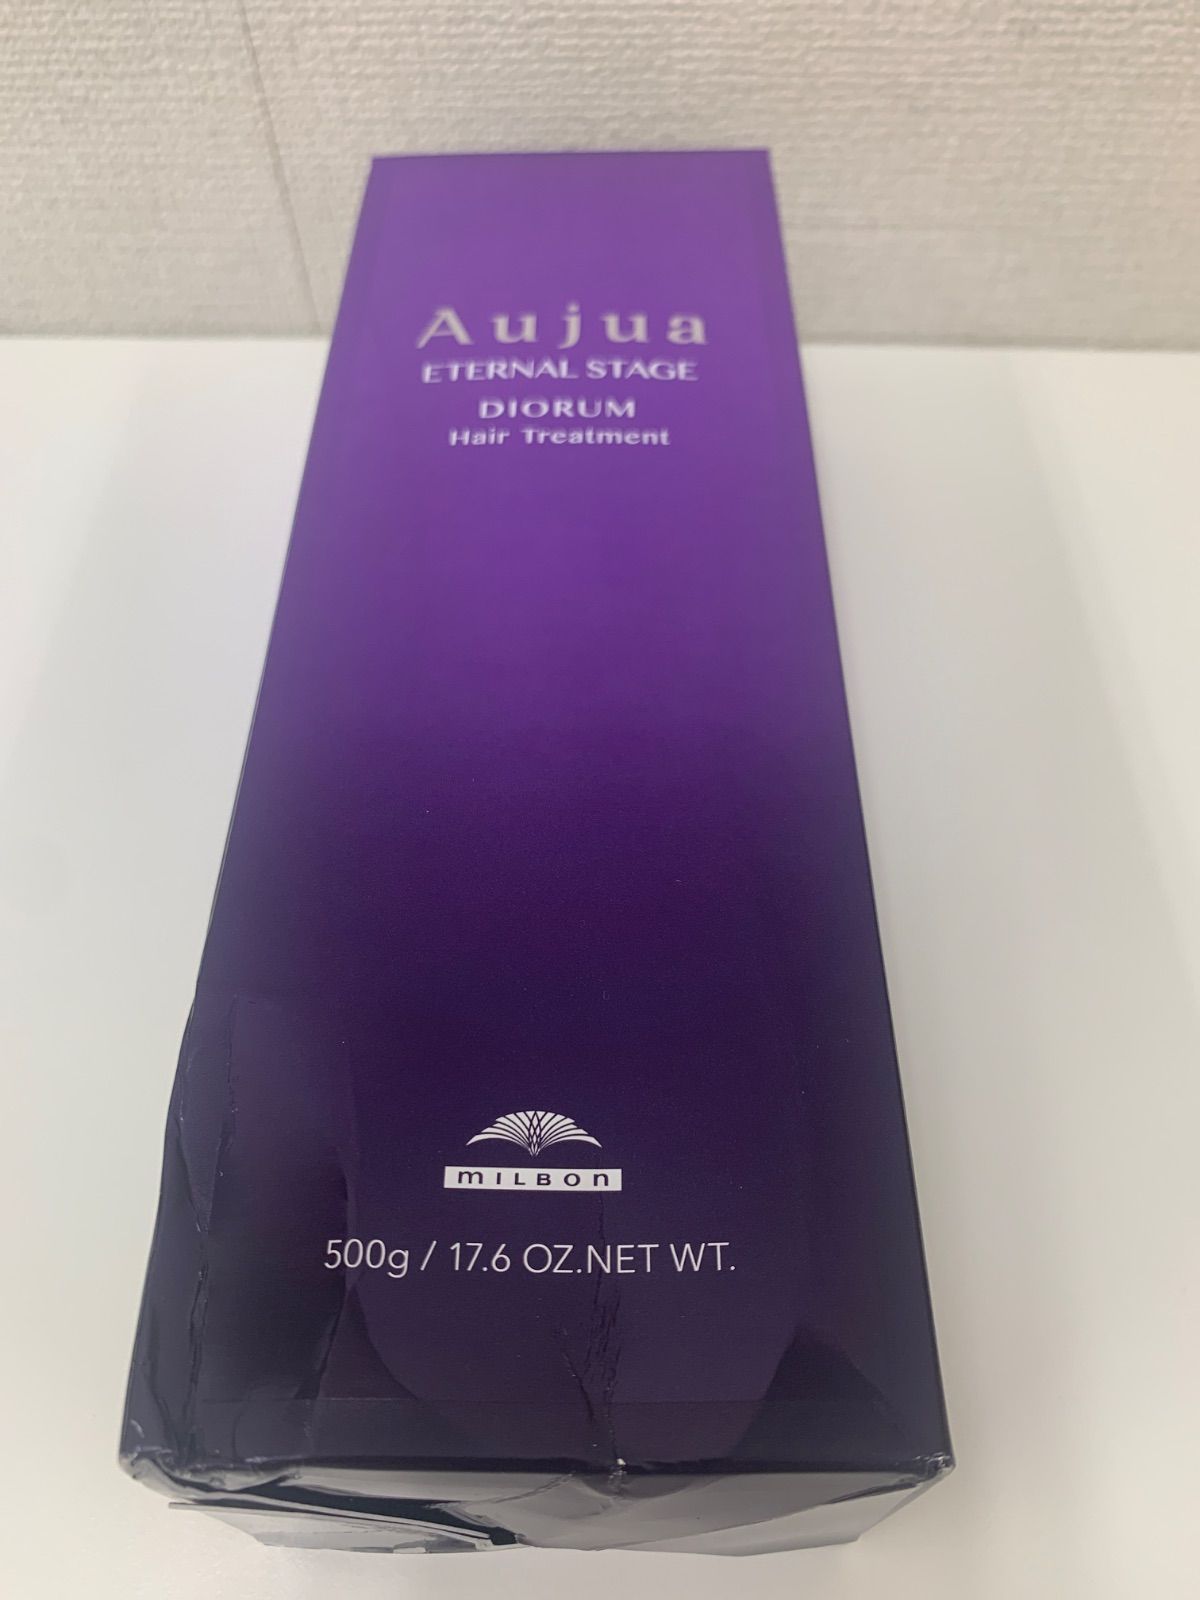 Aujua
ETERNAL STAGE
DIORUM
Hair Treatment
MILBON
500g / 17.6 OZ.NET WT.